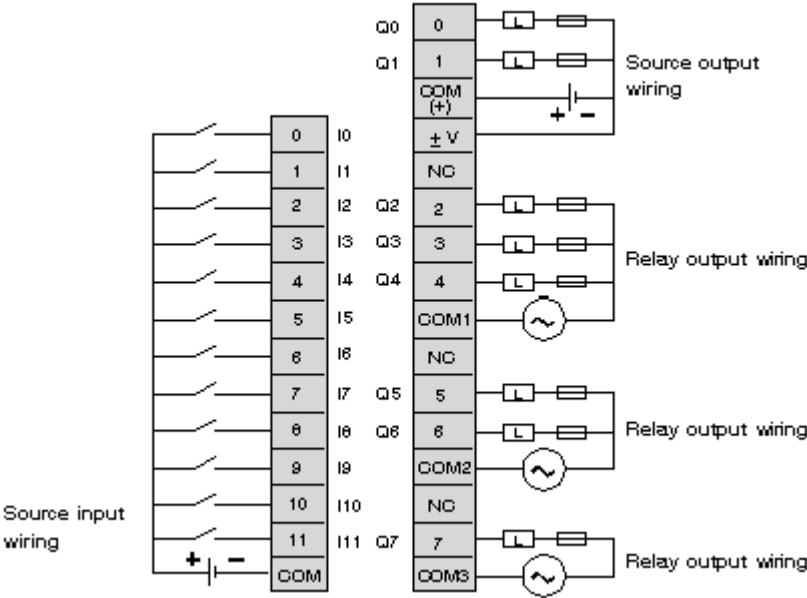 Q0 0 L
Q1 1 L
Source output
wiring
COM
(+)
+ −
0 I0
± V
1 I1
NC
2 I2 Q2 2 L
3 I3 Q3 3 L
Relay output wiring
4 I4 Q4 4 L
5 I5
COM1 ~
6 I6
NC
7 I7 Q5 5 L
8 I8 Q6 6 L
Relay output wiring
9 I9
COM2 ~
10 I10
NC
Source input
wiring
11 I11 Q7 7 L
+ −
COM
COM3 ~
Relay output wiring